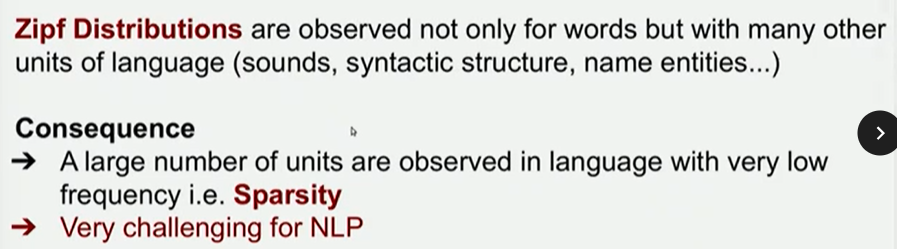 Zipf Distributions are observed not only for words but with many other
units of language (sounds, syntactic structure, name entities...)
Consequence
→ A large number of units are observed in language with very low
frequency i.e. Sparsity
→ Very challenging for NLP